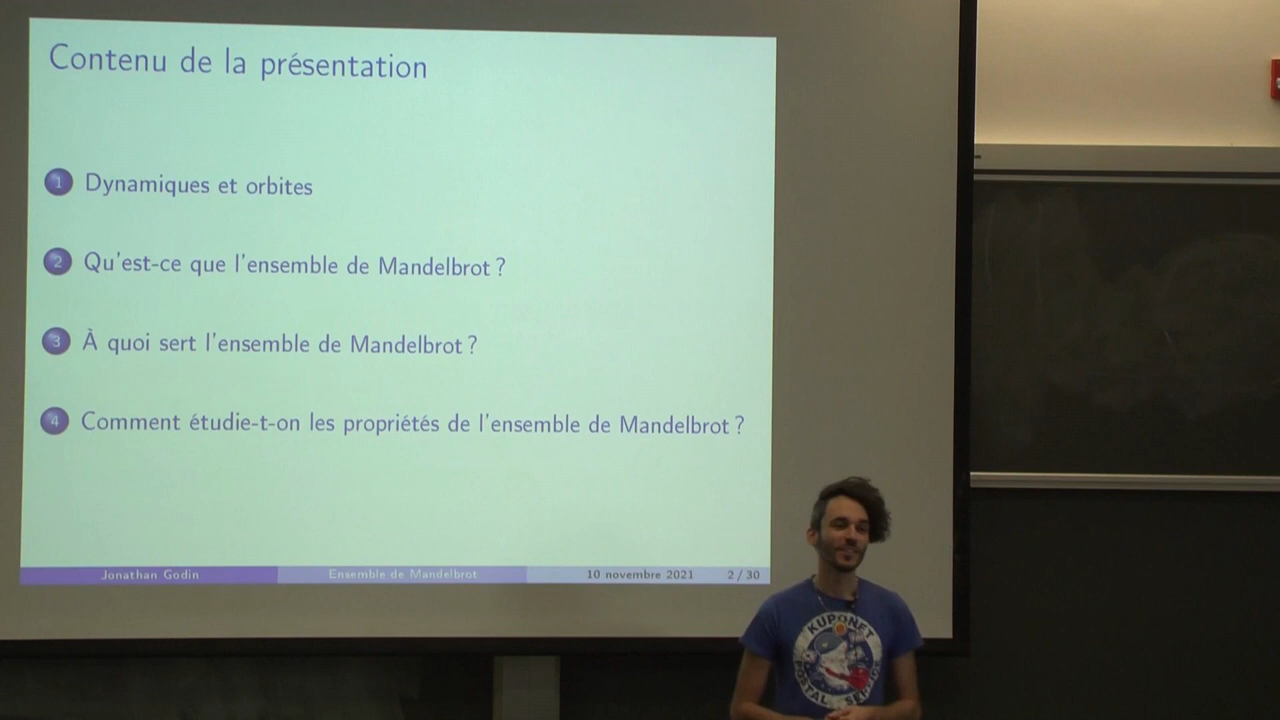 Contenu de la présentation
1 Dynamiques et orbites
2 Qu'est-ce que l'ensemble de Mandelbrot ?
3 À quoi sert l'ensemble de Mandelbrot ?
4 Comment étudie-t-on les propriétés de l'ensemble de Mandelbrot ?
Jonathan Godin Ensemble de Mandelbrot 10 novembre 2021 2 / 30
KUPO NET
POSTAL